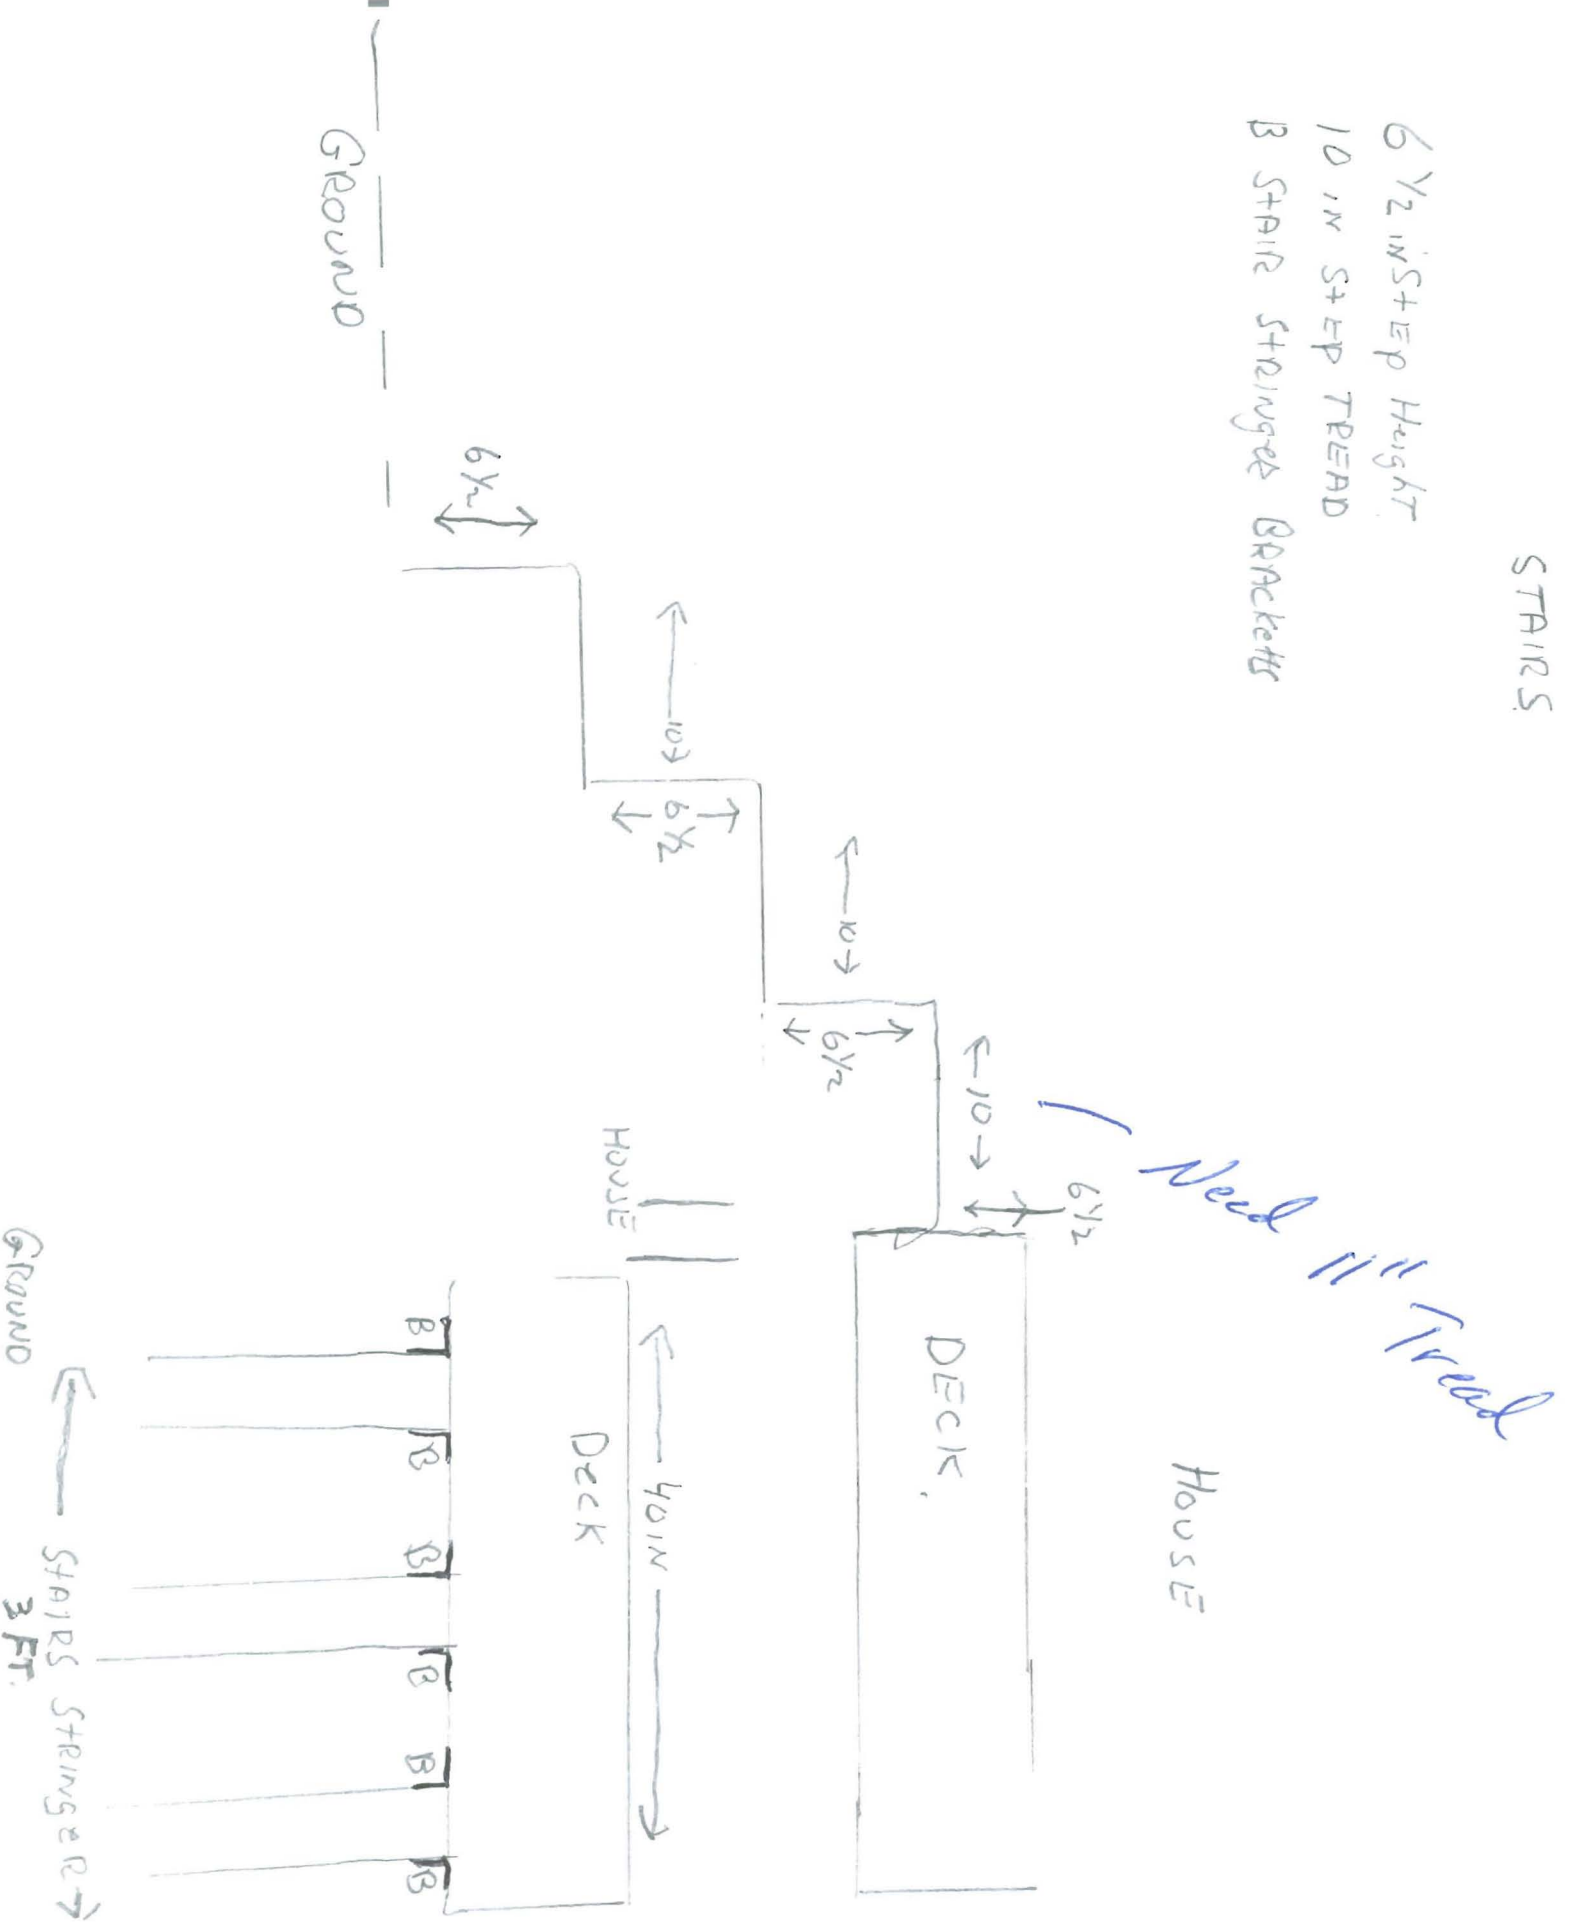 STAIRS
6 1/2 in StEp Height
10 in StEp TREAD
B StAIR StRinger BRAcketts
Need 11" Tread
HOUSE
6 1/2
←10→
DECK.
←10→
6 1/2
←10→
6 1/2
6 1/2
GROUND
HOUSE
← 40 IN →
DECK
B
B
B
B
B
B
← StAIRS StRINgER →
3 FT.
GROUND